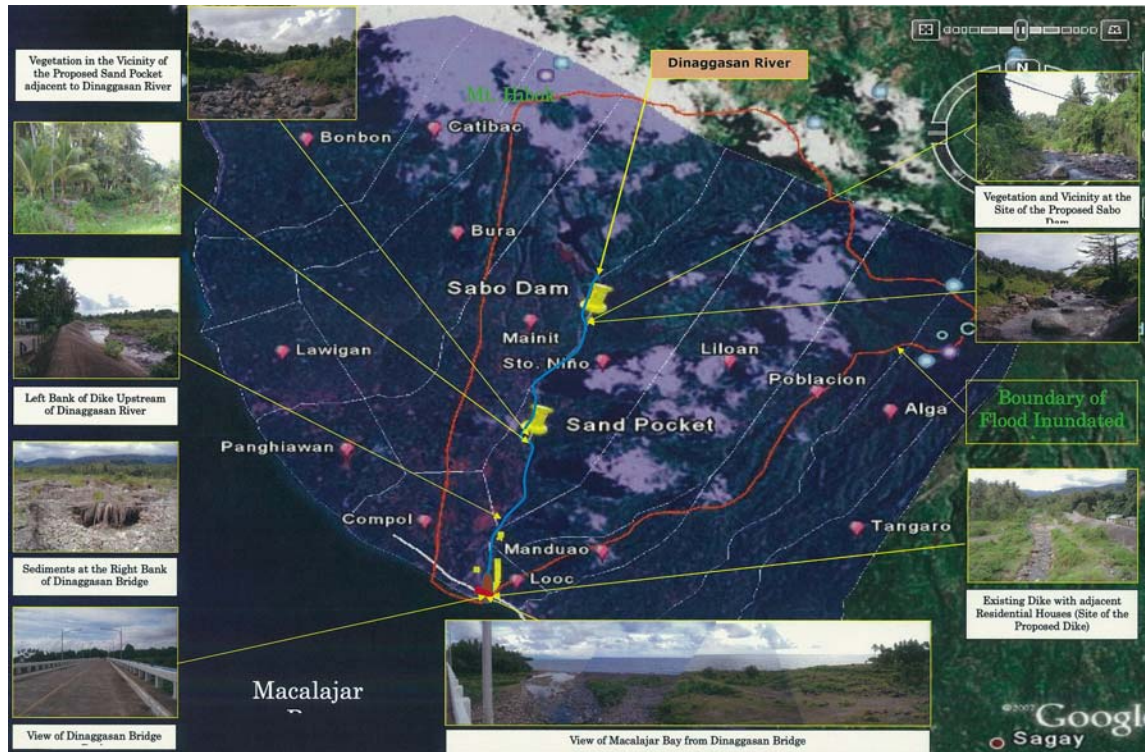 Vegetation in the Vicinity of
the Proposed Sand Pocket
adjacent to Dinaggasan River
Dinaggasan River
N
Mt. Hibok
Bonbon
Catibac
Vegetation and Vicinity at the
Site of the Proposed Sabo
Bura
Sabo Dam
Mainit
Sto. Niño
Lawigan
Liloan
C
Poblacion
Alga
Boundary of
Flood Inundated
Left Bank of Dike Upstream
of Dinaggasan River
Sand Pocket
Panghiawan
Compol
Tangaro
Manduao
Looc
Sediments at the Right Bank
of Dinaggasan Bridge
Existing Dike with adjacent
Residential Houses (Site of
the Proposed Dike)
Macalajar
©2007 Googl
Sagay
View of Dinaggasan Bridge
View of Macalajar Bay from Dinaggasan Bridge